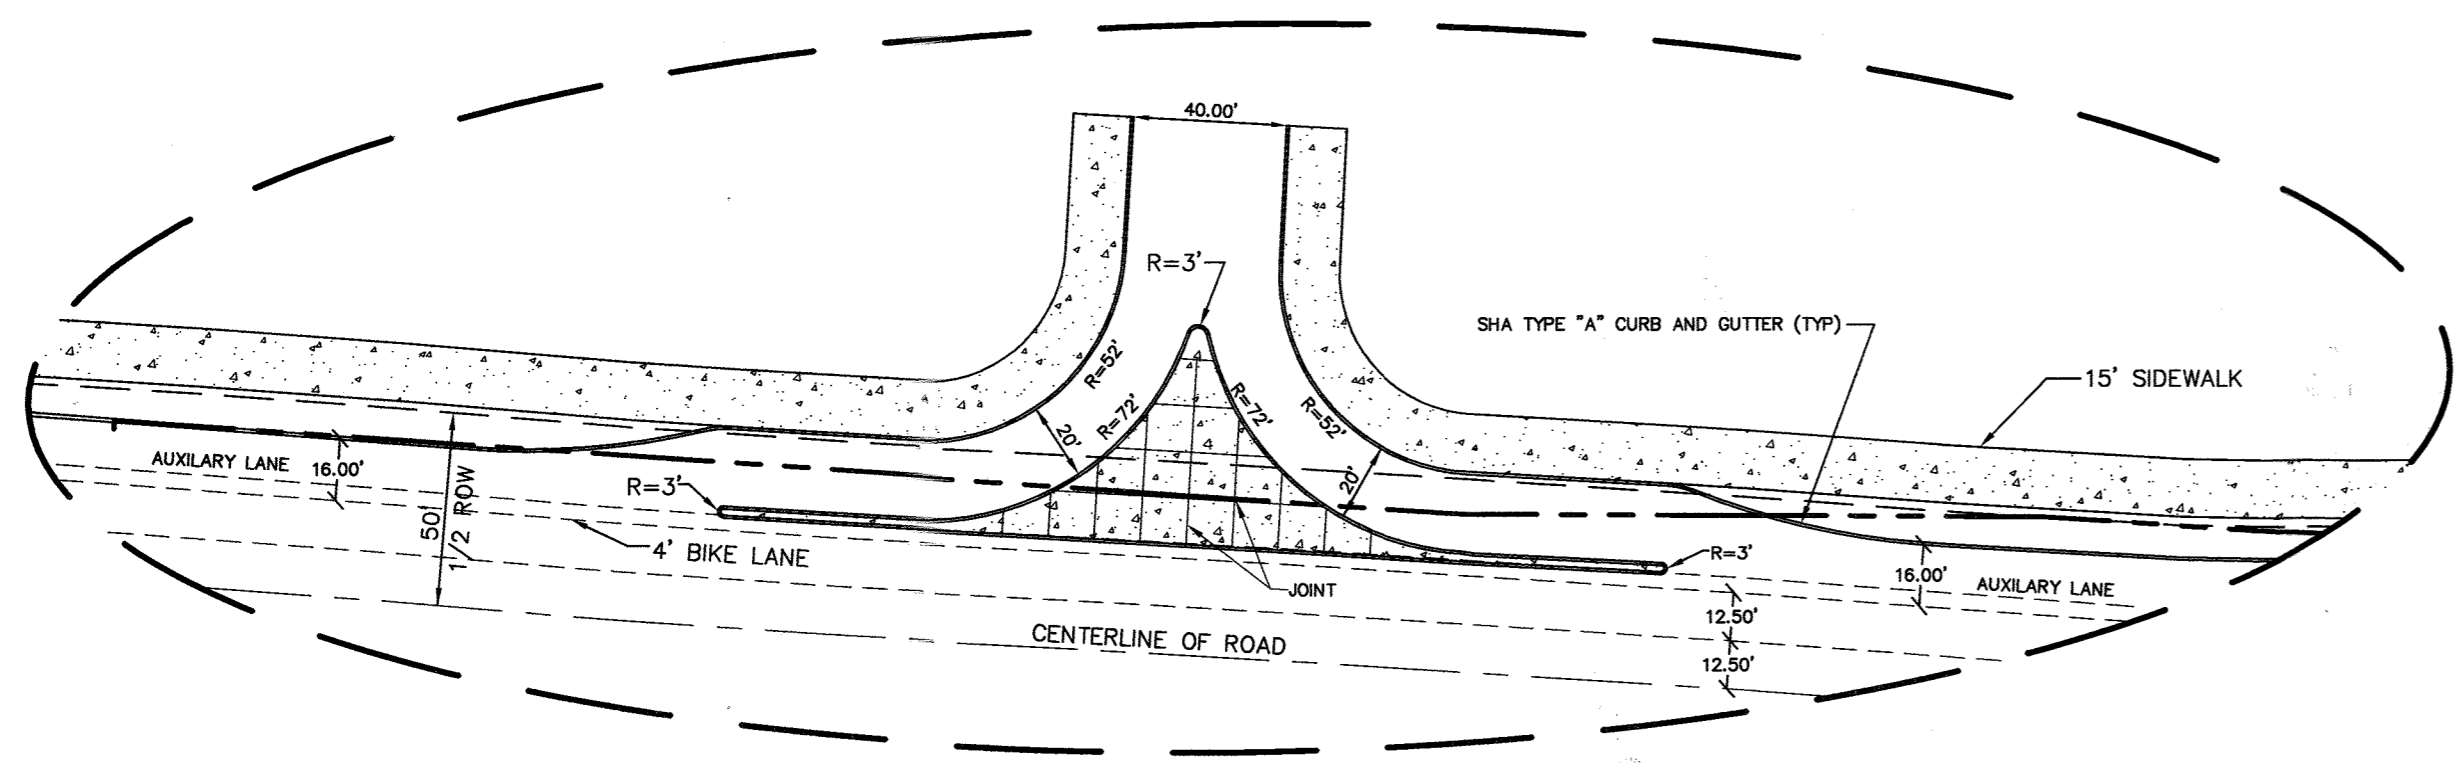 40.00'
R=3'
SHA TYPE "A" CURB AND GUTTER (TYP)
15' SIDEWALK
R=52'
R=72'
R=72'
R=52'
20'
20'
AUXILARY LANE
16.00'
50'
1/2 ROW
R=3'
4' BIKE LANE
JOINT
R=3'
16.00'
AUXILARY LANE
12.50'
12.50'
CENTERLINE OF ROAD